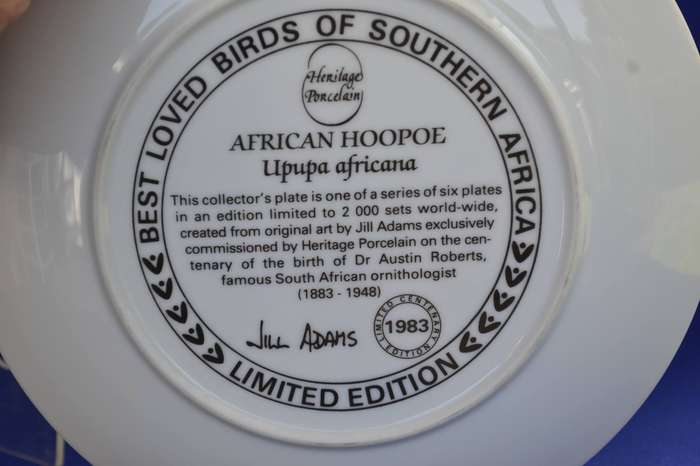 BEST LOVED BIRDS OF SOUTHERN AFRICA
Heritage
Porcelain
AFRICAN HOOPOE
Upupa africana
This collector's plate is one of a series of six plates
in an edition limited to 2 000 sets world-wide,
created from original art by Jill Adams exclusively
commissioned by Heritage Porcelain on the cen-
tenary of the birth of Dr Austin Roberts,
famous South African ornithologist
(1883 - 1948)
JILL ADAMS
LIMITED CENTENARY
1983
EDITION
LIMITED EDITION